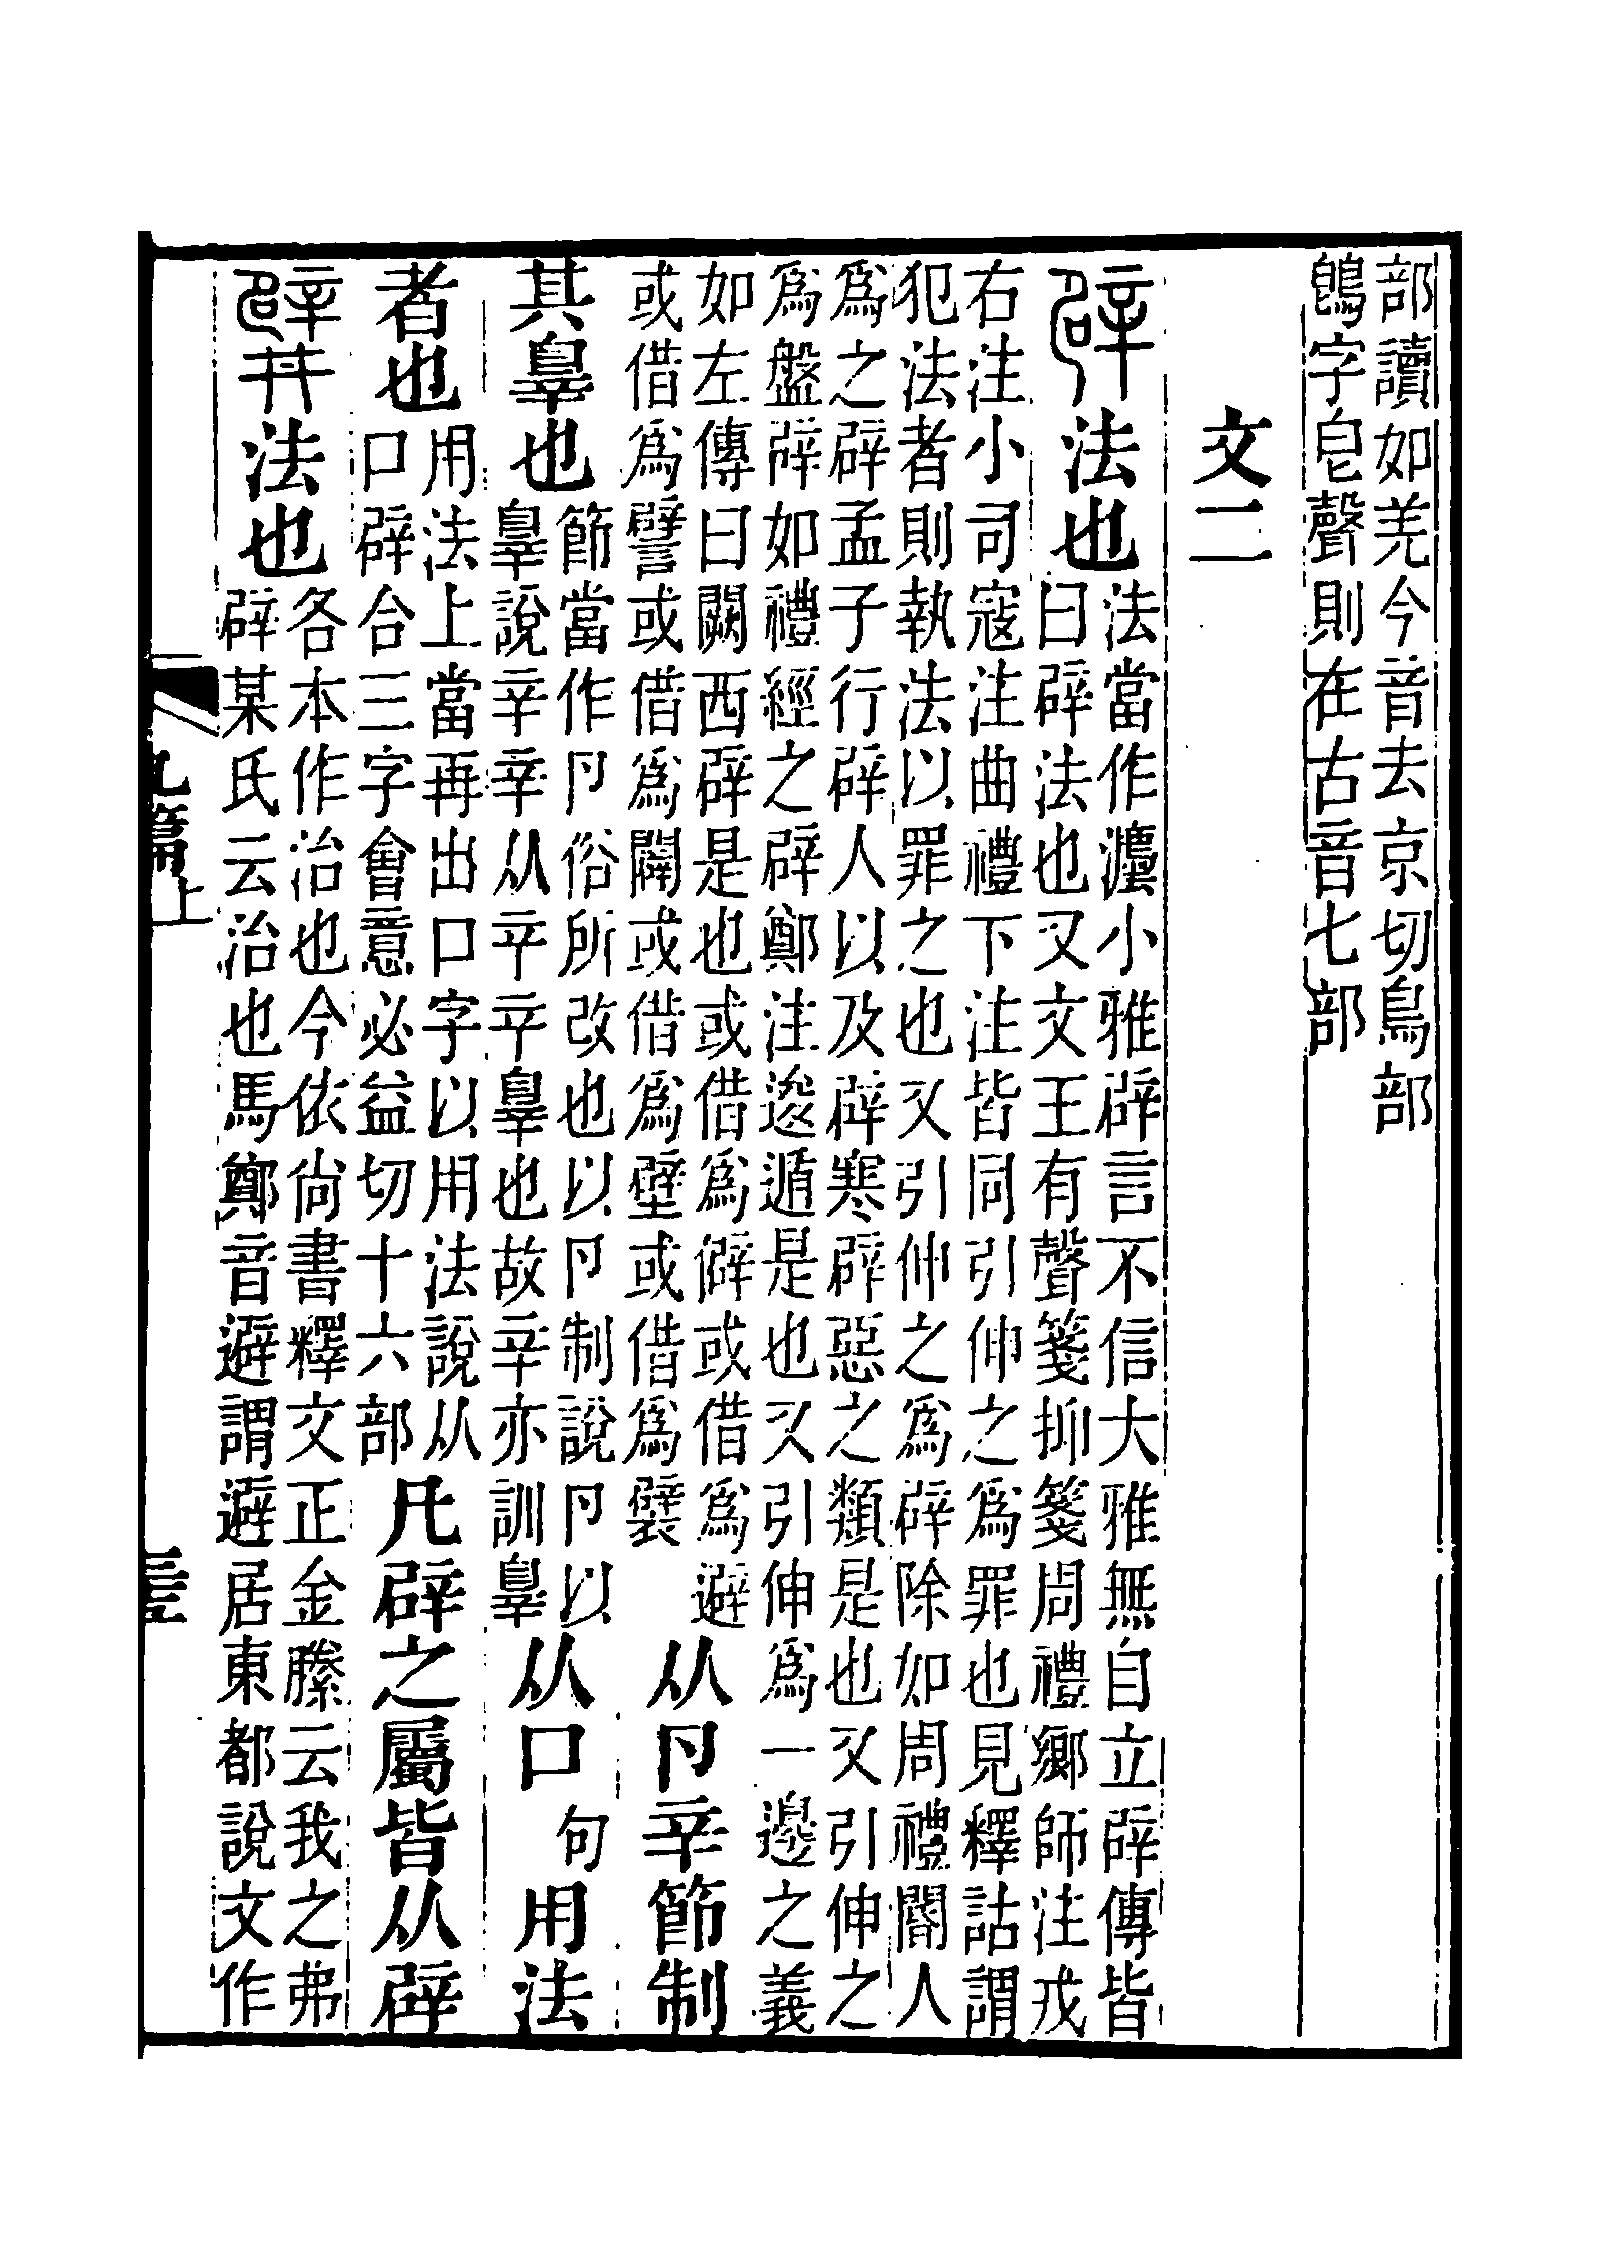 部讀如羌今音去京切鳥部
鵖字皀聲則在古音七部
文二
辟法也
法當作灋小雅辟言不信大雅無自立辟傳皆
曰辟法也又文王有聲箋抑箋周禮鄉師注戎
右注小司寇注曲禮下注皆同引伸之爲罪也見釋詁謂
犯法者則執法以罪之也又引伸之爲辟除如周禮閽人
爲之辟孟子行辟人以及辟寒辟惡之類是也又引伸之
爲盤辟如禮經之辟鄭注逡遁是也又引伸爲一邊之義
如左傳曰闕西辟是也或借爲僻或借爲避
或借爲譬或借爲闢或借爲壁或借爲襞
从卪辛節制
其辠也
節當作卪俗所改也以卪制說卪以
辠說辛辛从䇂䇂辠也故辛亦訓辠
从口
句
用法
者也
用法上當再出口字以用法說从
口辟合三字會意必益切十六部
凡辟之屬皆从辟
𨐨法也
各本作治也今依尚書釋文正金縢云我之弗
辟某氏云治也馬鄭音避謂避居東都說文作
九篇上
三五